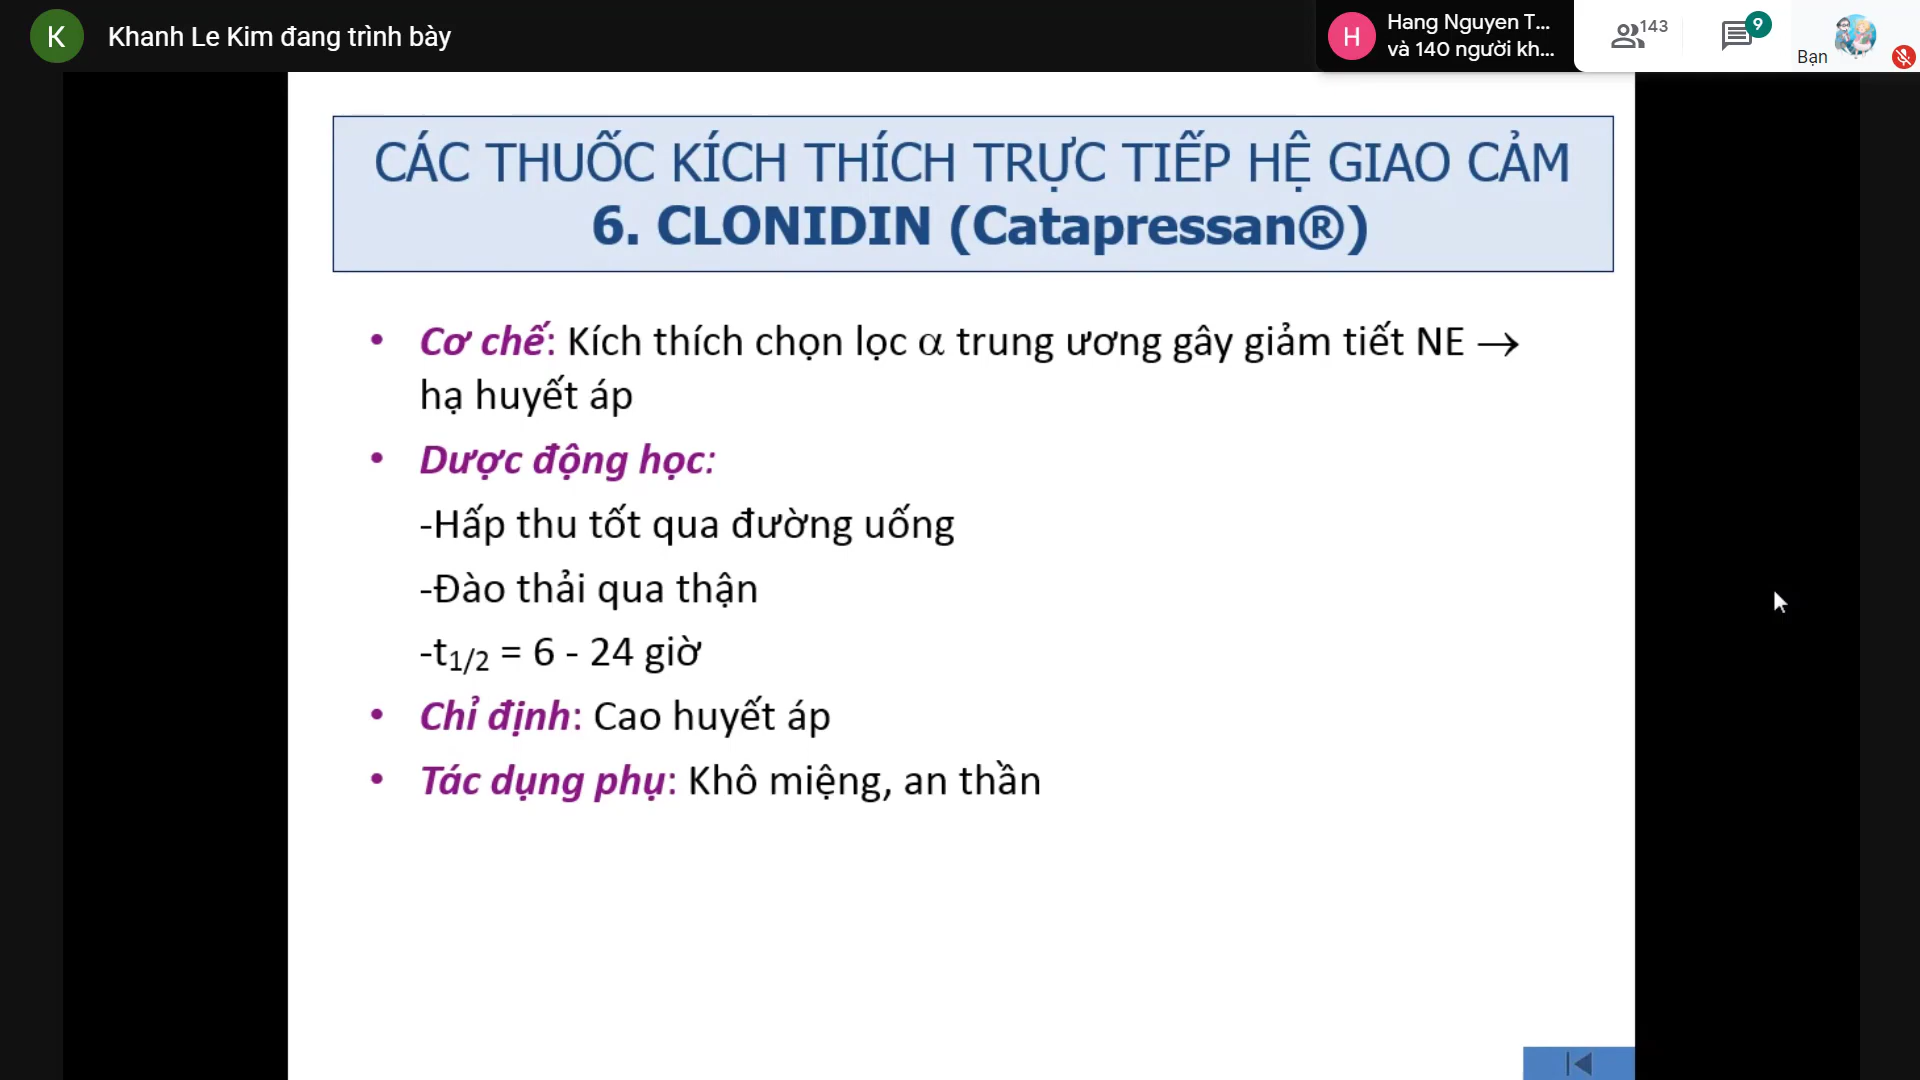 K
Khanh Le Kim đang trình bày
H
Hang Nguyen T...
và 140 người kh...
143
9
Bạn
CÁC THUỐC KÍCH THÍCH TRỰC TIẾP HỆ GIAO CẢM
6. CLONIDIN (Catapressan®)
• Cơ chế: Kích thích chọn lọc α trung ương gây giảm tiết NE →
hạ huyết áp
• Dược động học:
-Hấp thu tốt qua đường uống
-Đào thải qua thận
-t1/2 = 6 - 24 giờ
• Chỉ định: Cao huyết áp
• Tác dụng phụ: Khô miệng, an thần